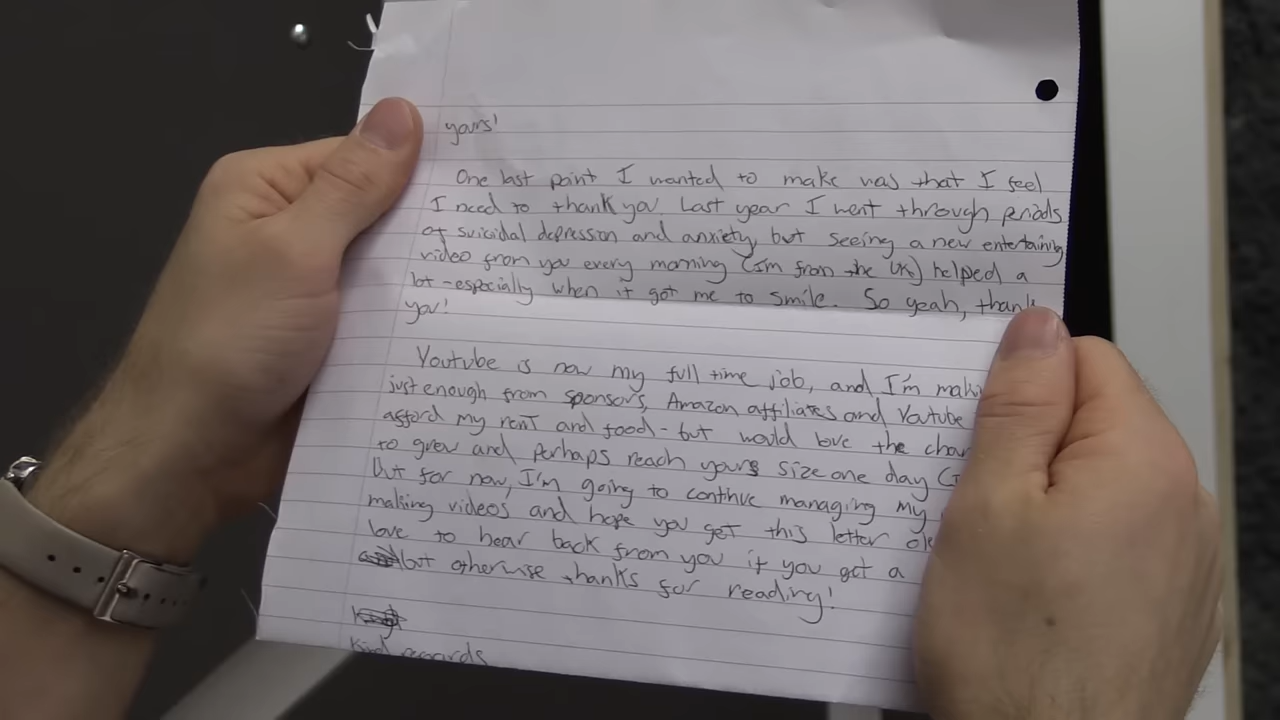 yours!
One last point I wanted to make was that I feel
I need to thank you. Last year I went through periods
of suicidal depression and anxiety, but seeing a new entertaining
video from you every morning (I'm from the UK) helped a
lot - especially when it got me to smile. So yeah, thank
you!
Youtube is now my full time job, and I'm maki
just enough from sponsors, Amazon affiliates and Youtube
afford my rent and food - but would love the chan
to grow and perhaps reach yours size one day
But for now, I'm going to continue managing my
making videos and hope you get this letter ok
love to hear back from you if you get a
but otherwise thanks for reading!
Kind regards